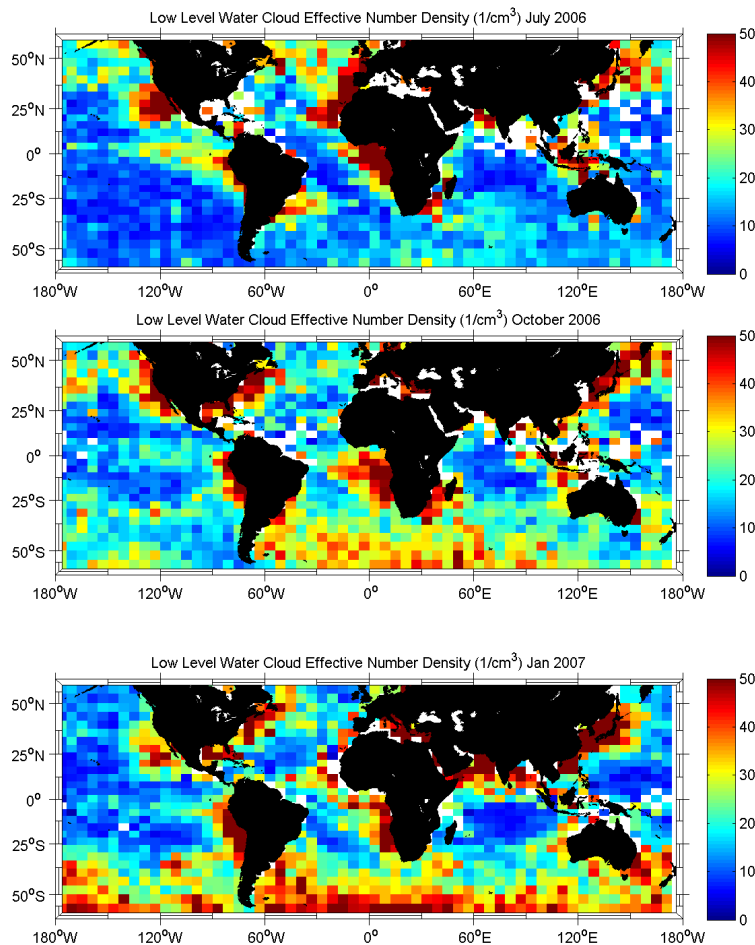 Low Level Water Cloud Effective Number Density (1/cm³) July 2006
50°N
25°N
0°
25°S
50°S
180°W 120°W 60°W 0° 60°E 120°E 180°W
50
40
30
20
10
0
Low Level Water Cloud Effective Number Density (1/cm³) October 2006
50°N
25°N
0°
25°S
50°S
180°W 120°W 60°W 0° 60°E 120°E 180°W
50
40
30
20
10
0
Low Level Water Cloud Effective Number Density (1/cm³) Jan 2007
50°N
25°N
0°
25°S
50°S
180°W 120°W 60°W 0° 60°E 120°E 180°W
50
40
30
20
10
0